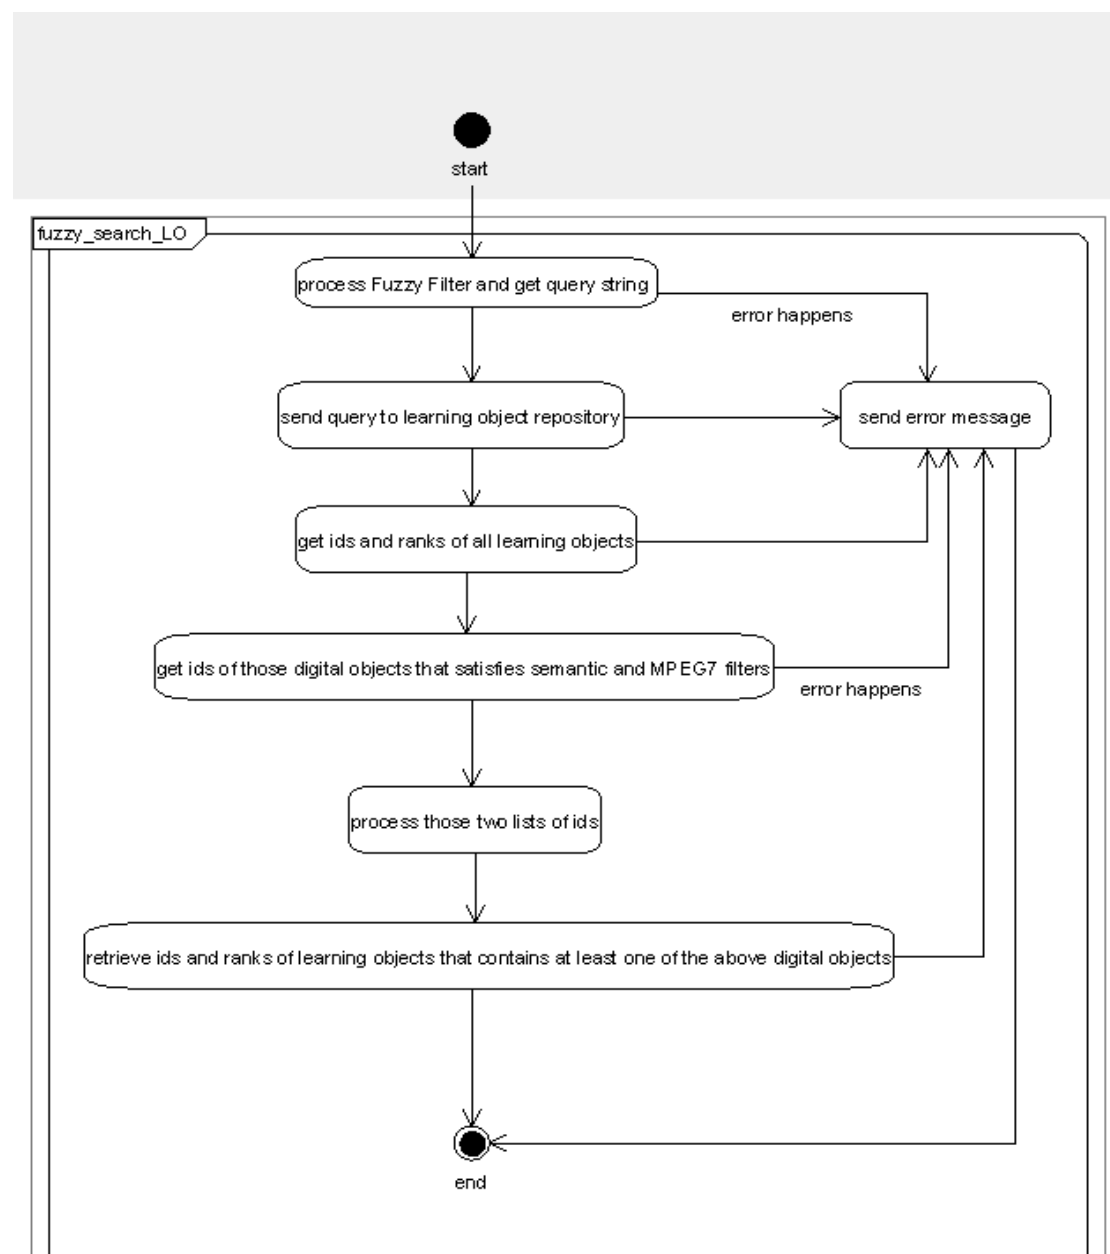 start
fuzzy_search_LO
process Fuzzy Filter and get query string
error happens
send query to learning object repository
send error message
get ids and ranks of all learning objects
get ids of those digital objects that satisfies semantic and MPEG7 filters
error happens
process those two lists of ids
retrieve ids and ranks of learning objects that contains at least one of the above digital objects
end